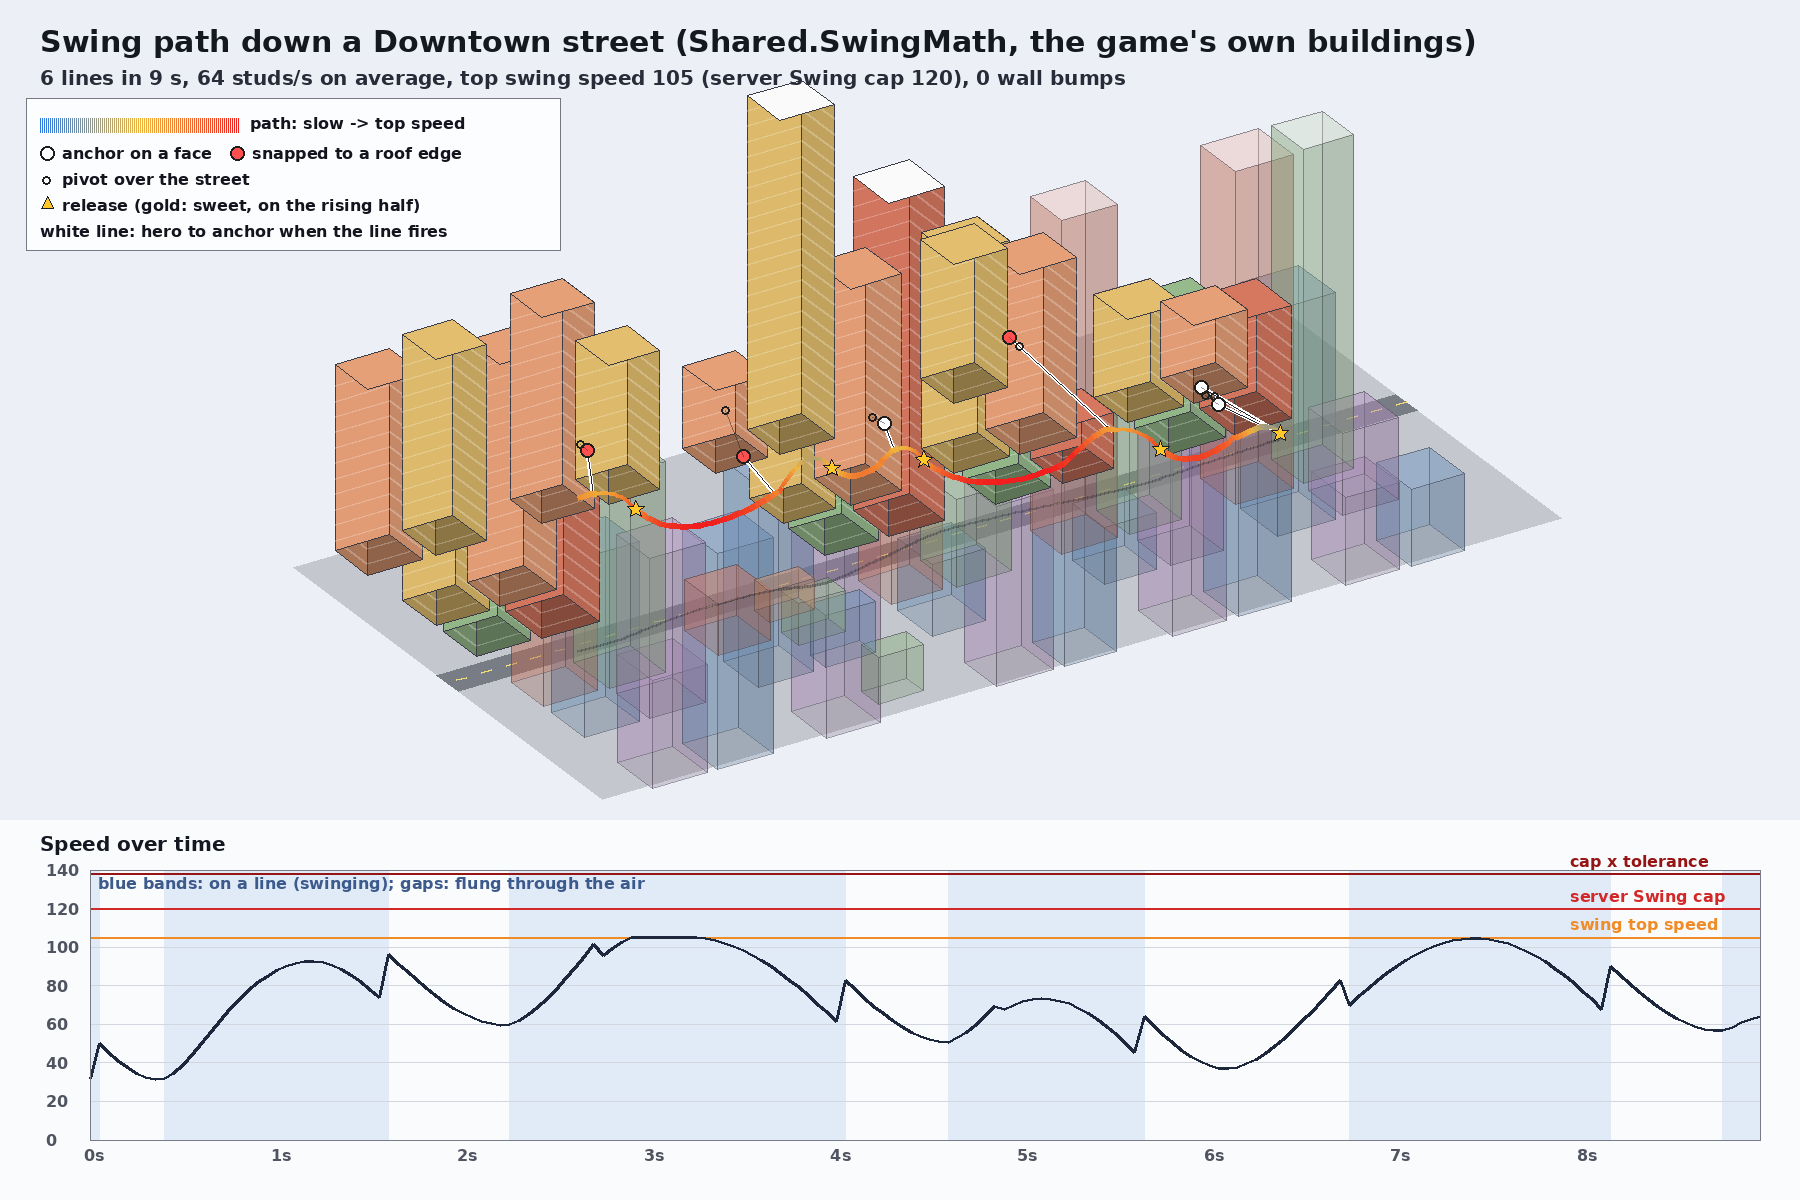 Swing path down a Downtown street (Shared.SwingMath, the game's own buildings)
6 lines in 9 s, 64 studs/s on average, top swing speed 105 (server Swing cap 120), 0 wall bumps
path: slow -> top speed
anchor on a face
snapped to a roof edge
pivot over the street
release (gold: sweet, on the rising half)
white line: hero to anchor when the line fires
Speed over time
cap x tolerance
140
blue bands: on a line (swinging); gaps: flung through the air
server Swing cap
120
swing top speed
100
80
60
40
20
0
0s 1s 2s 3s 4s 5s 6s 7s 8s